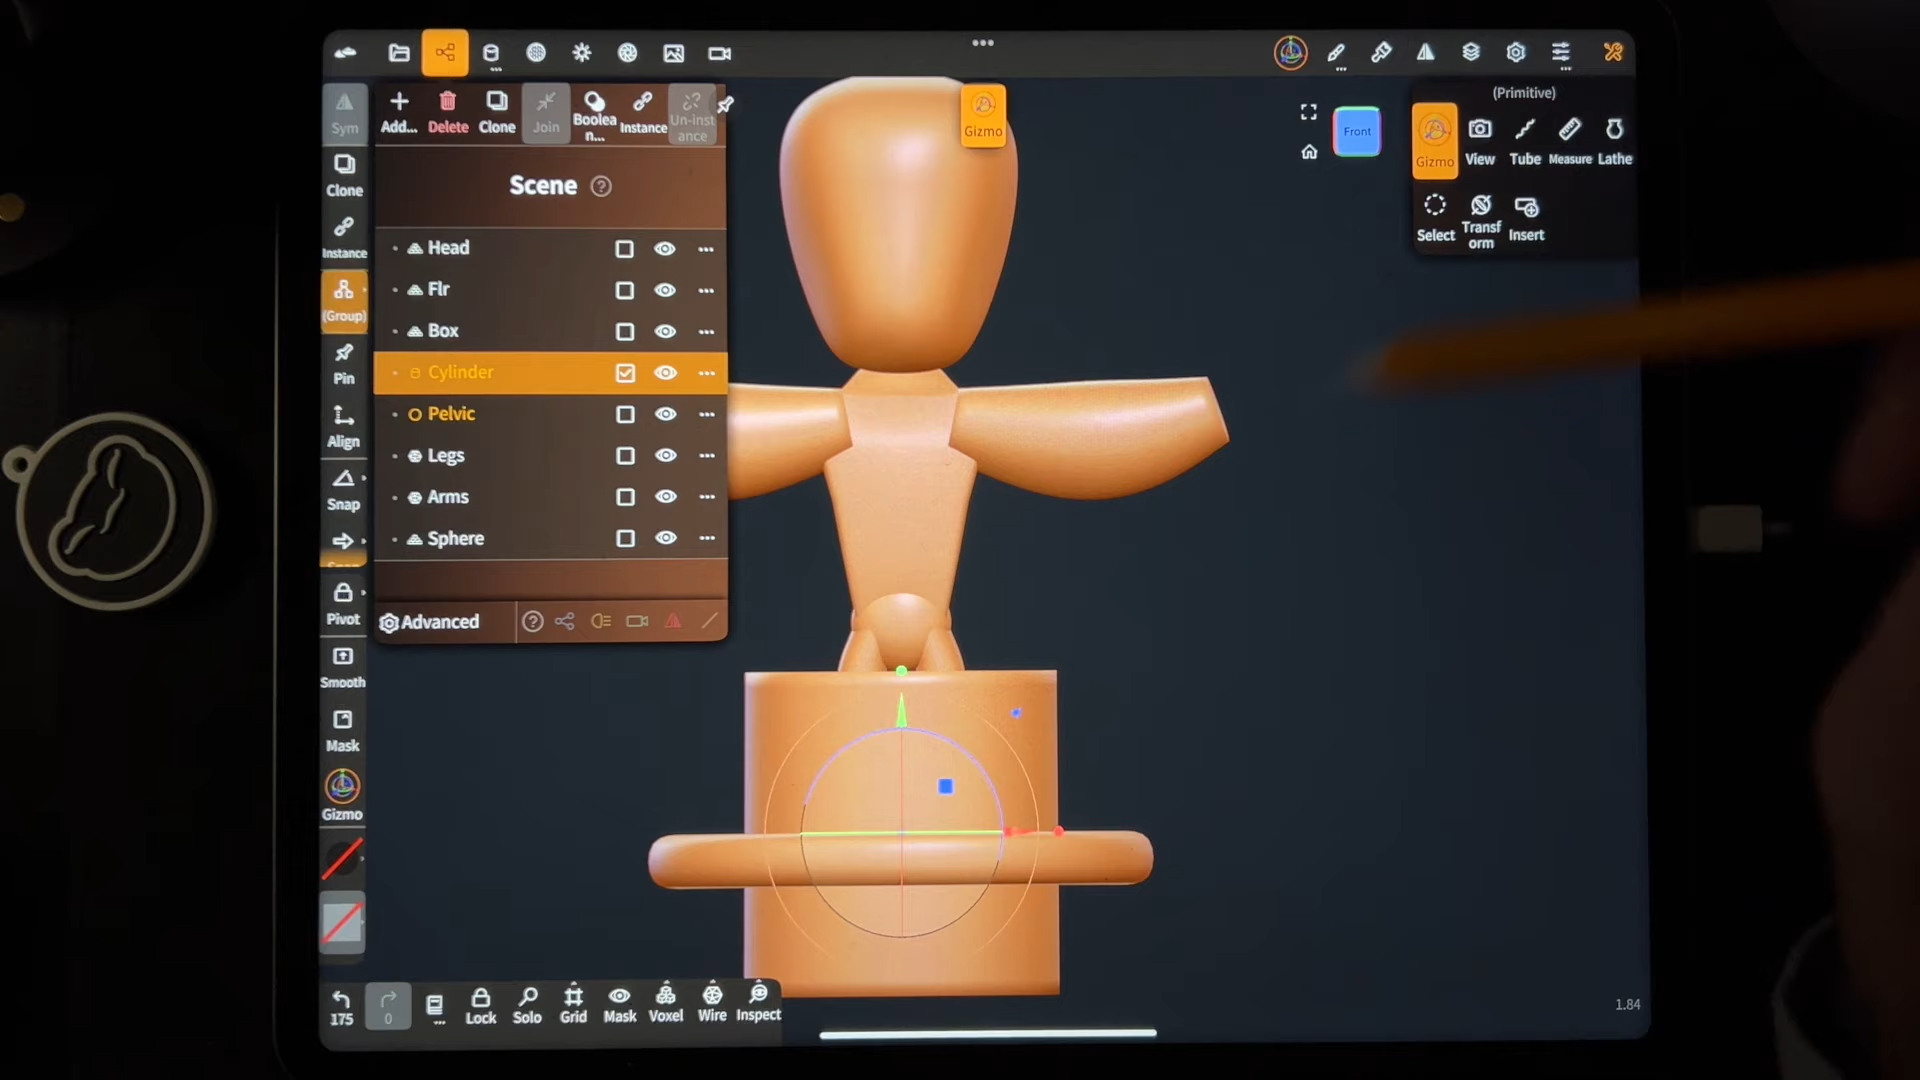 Sym
Clone
Instance
(Group)
Pin
Align
Snap
Pivot
Smooth
Mask
Gizmo
Add...
Delete
Clone
Join
Boolea
n...
Instance
Un-inst
ance
Scene ?
Head
Flr
Box
Cylinder
Pelvic
Legs
Arms
Sphere
Advanced ?
Gizmo
Front
(Primitive)
Gizmo
View
Tube
Measure
Lathe
Select
Transf
orm
Insert
175
0
Lock
Solo
Grid
Mask
Voxel
Wire
Inspect
1.84